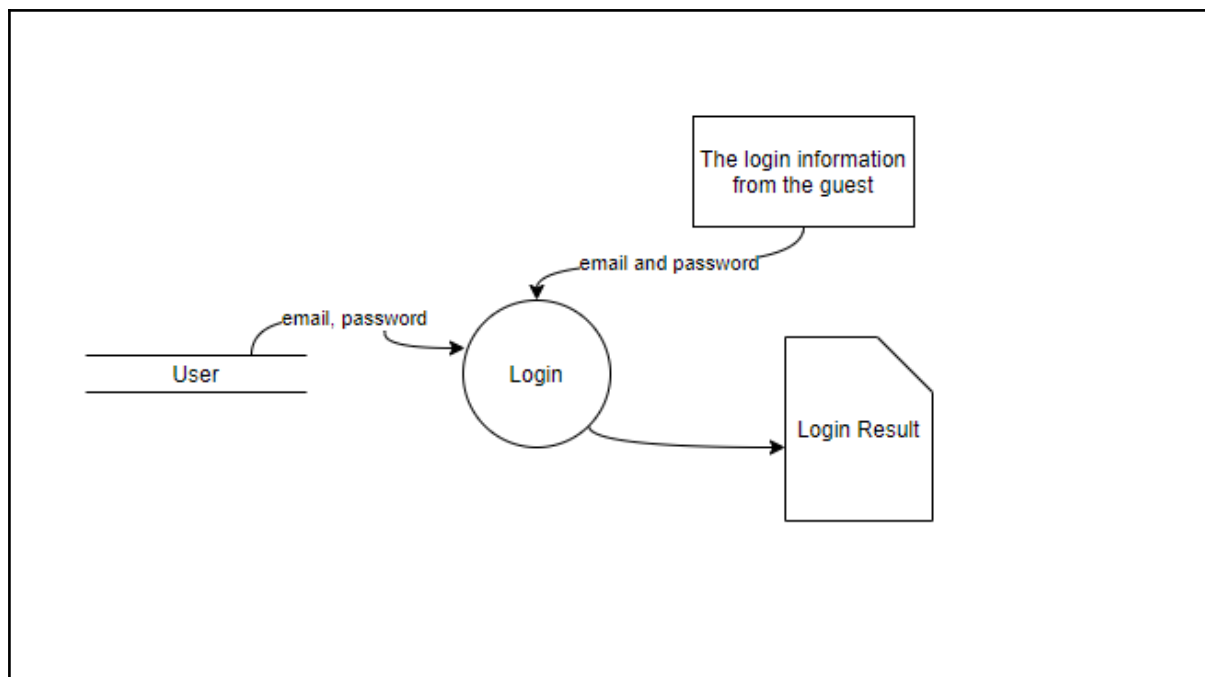 The login information
from the guest
email and password
email, password
User
Login
Login Result